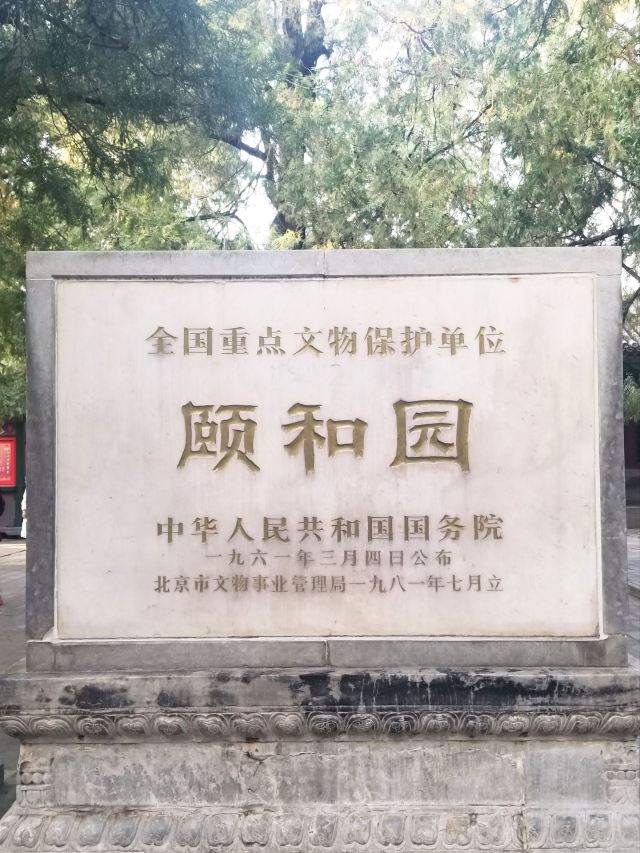 全国重点文物保护单位
颐和园
中华人民共和国国务院
一九六一年三月四日公布
北京市文物事业管理局一九八一年七月立